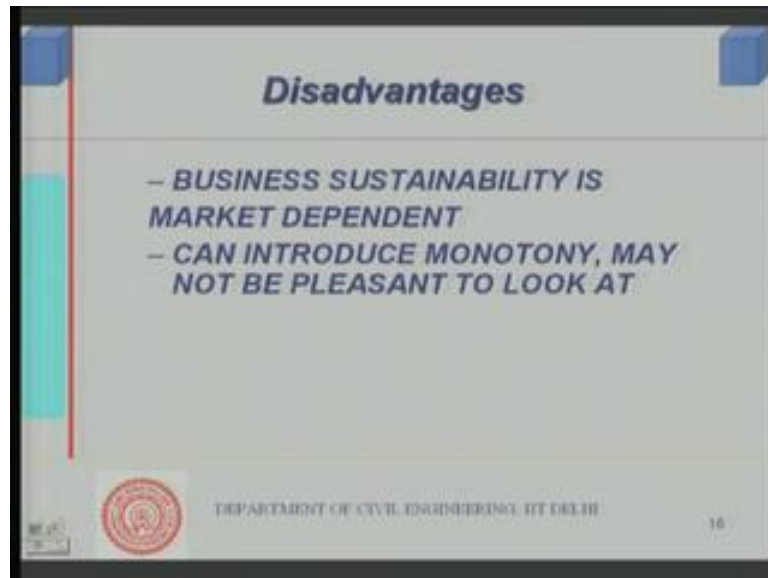 Disadvantages
– BUSINESS SUSTAINABILITY IS
MARKET DEPENDENT
– CAN INTRODUCE MONOTONY, MAY
NOT BE PLEASANT TO LOOK AT
DEPARTMENT OF CIVIL ENGINEERING, IIT DELHI
16